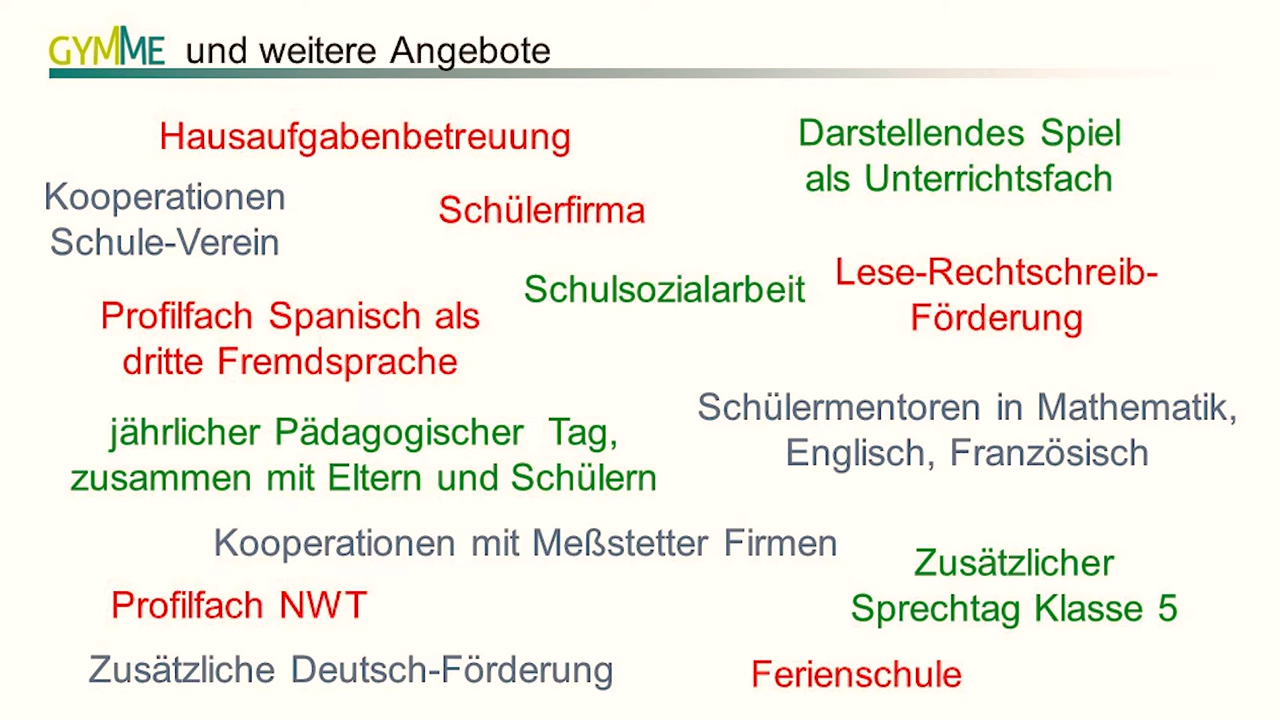 GYMME und weitere Angebote
Hausaufgabenbetreuung
Darstellendes Spiel
als Unterrichtsfach
Kooperationen
Schule-Verein
Schülerfirma
Schulsozialarbeit
Lese-Rechtschreib-
Förderung
Profilfach Spanisch als
dritte Fremdsprache
Schülermentoren in Mathematik,
Englisch, Französisch
jährlicher Pädagogischer Tag,
zusammen mit Eltern und Schülern
Kooperationen mit Meßstetter Firmen
Zusätzlicher
Sprechtag Klasse 5
Profilfach NWT
Zusätzliche Deutsch-Förderung
Ferienschule